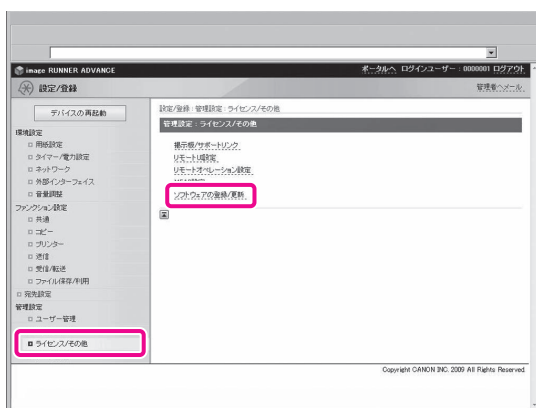 image RUNNER ADVANCE
ポータルへ ログインユーザー : 0000001 ログアウト
設定/登録
管理者へメール
デバイスの再起動
設定/登録 : 管理設定 : ライセンス/その他
管理設定 : ライセンス/その他
環境設定
用紙設定
タイマー/電力設定
ネットワーク
外部インターフェイス
音量調整
ファンクション設定
共通
コピー
プリンター
送信
受信/転送
ファイル保存/利用
宛先設定
管理設定
ユーザー管理
ライセンス/その他
掲示板/サポートリンク
リモートUI設定
リモートオペレーション設定
ソフトウェアの登録/更新
Copyright CANON INC. 2009 All Rights Reserved